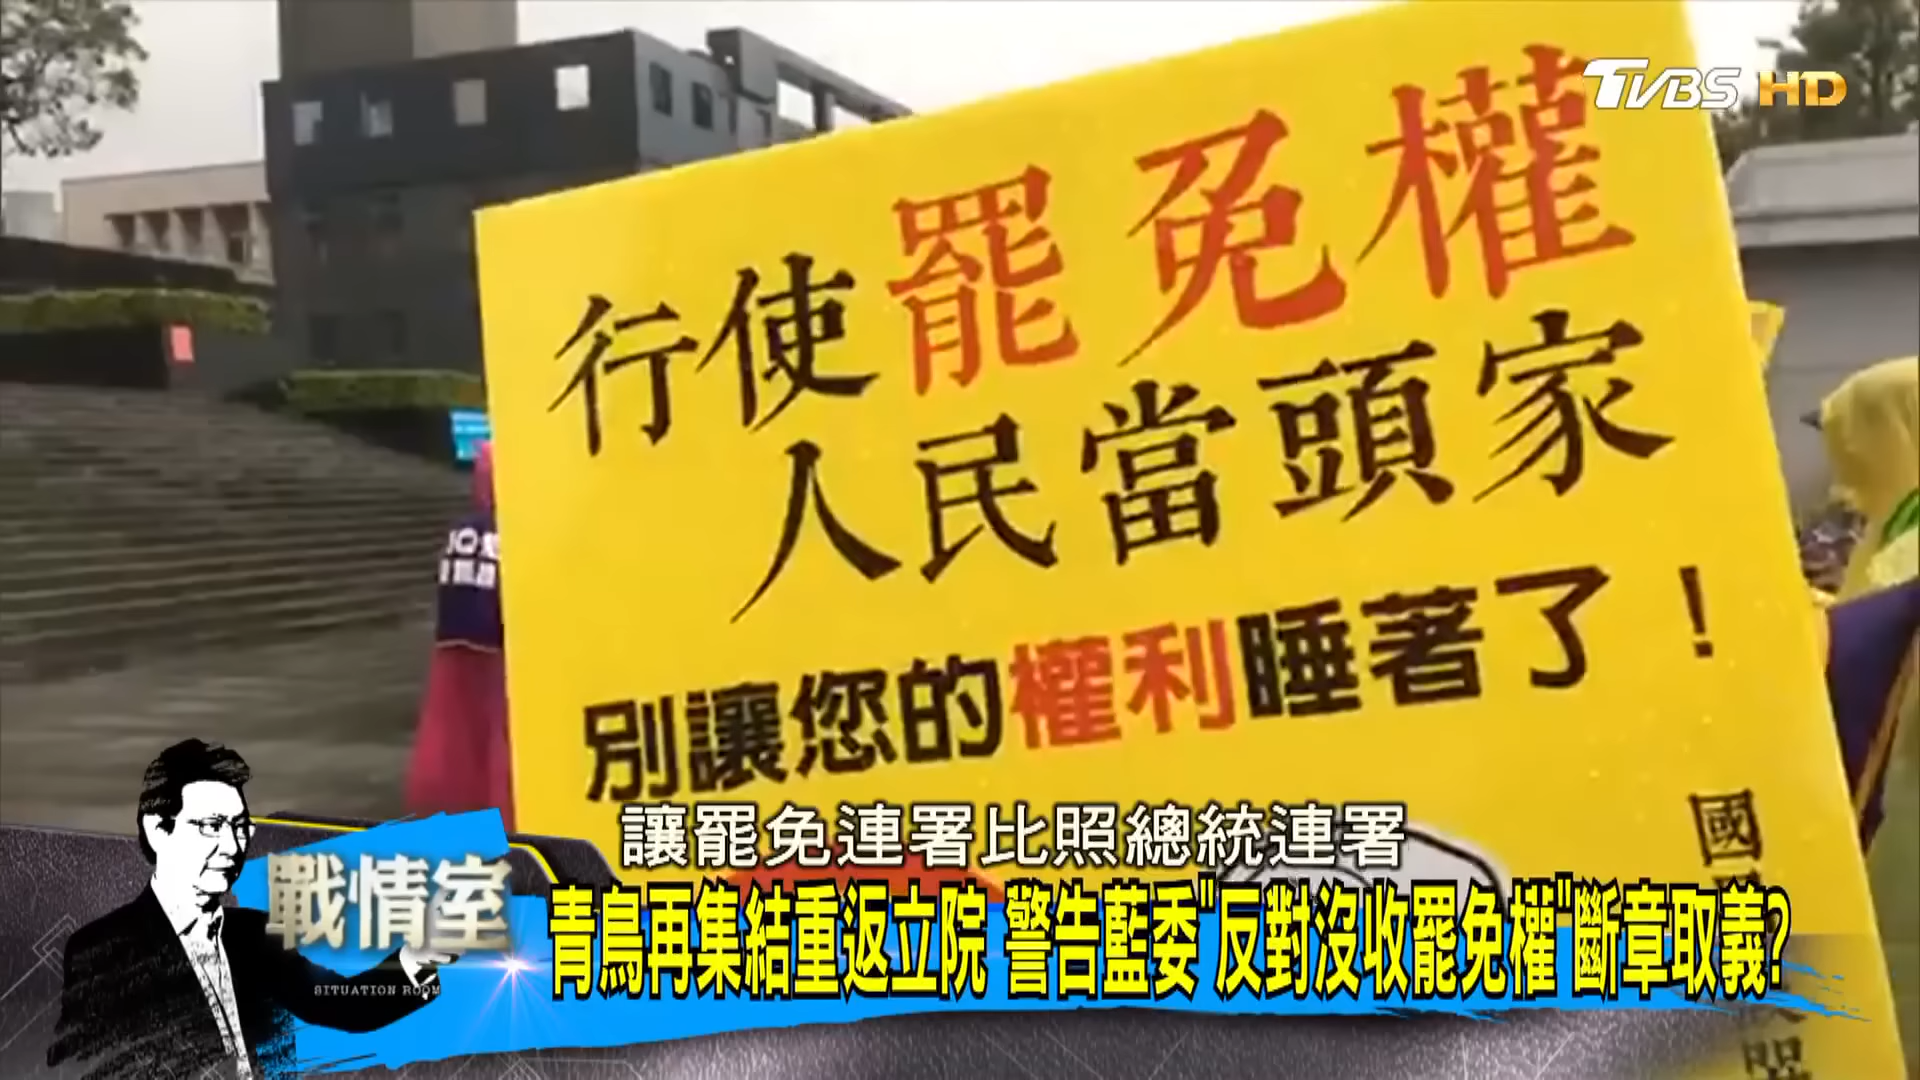 TVBS HD
行使罷免權
人民當頭家
別讓您的權利睡著了！
國
讓罷免連署比照總統連署
戰情室
SITUATION ROOM
青鳥再集結重返立院 警告藍委"反對沒收罷免權"斷章取義?